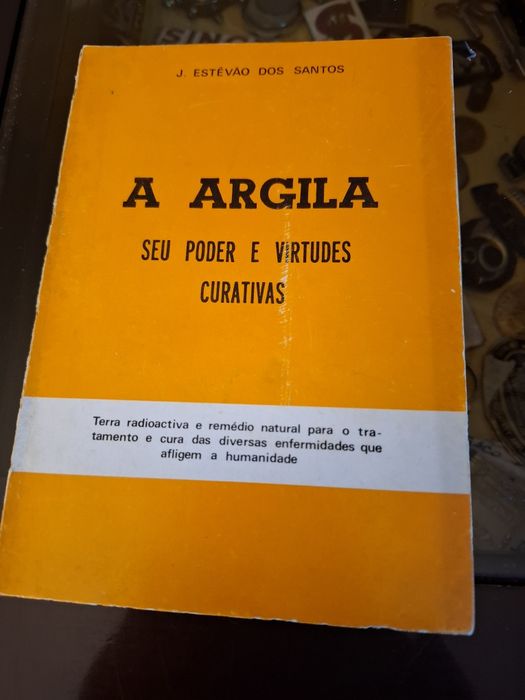 J. ESTÊVÃO DOS SANTOS
A ARGILA
SEU PODER E VIRTUDES
CURATIVAS
Terra radioactiva e remédio natural para o tra-
tamento e cura das diversas enfermidades que
afligem a humanidade